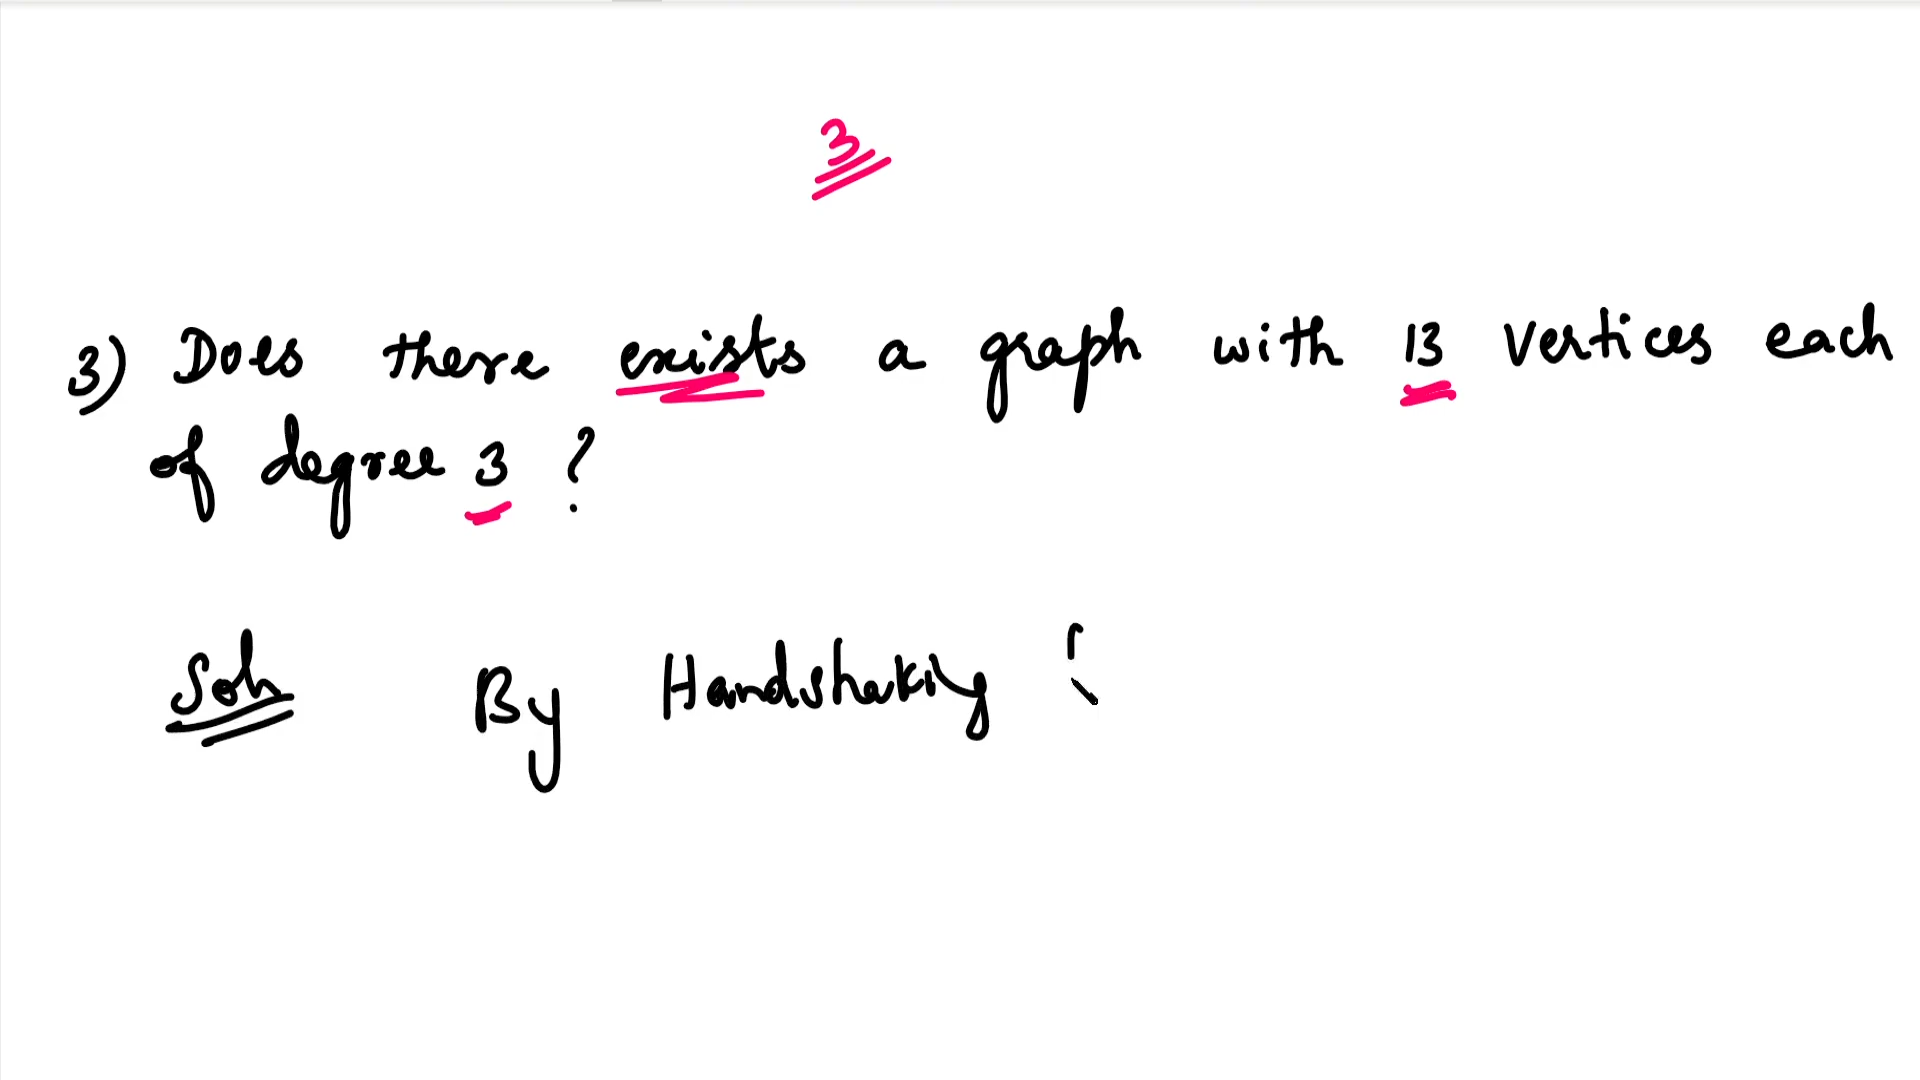 3
3) Does there exists a graph with 13 vertices each
of degree 3 ?
Soln By Handshaking